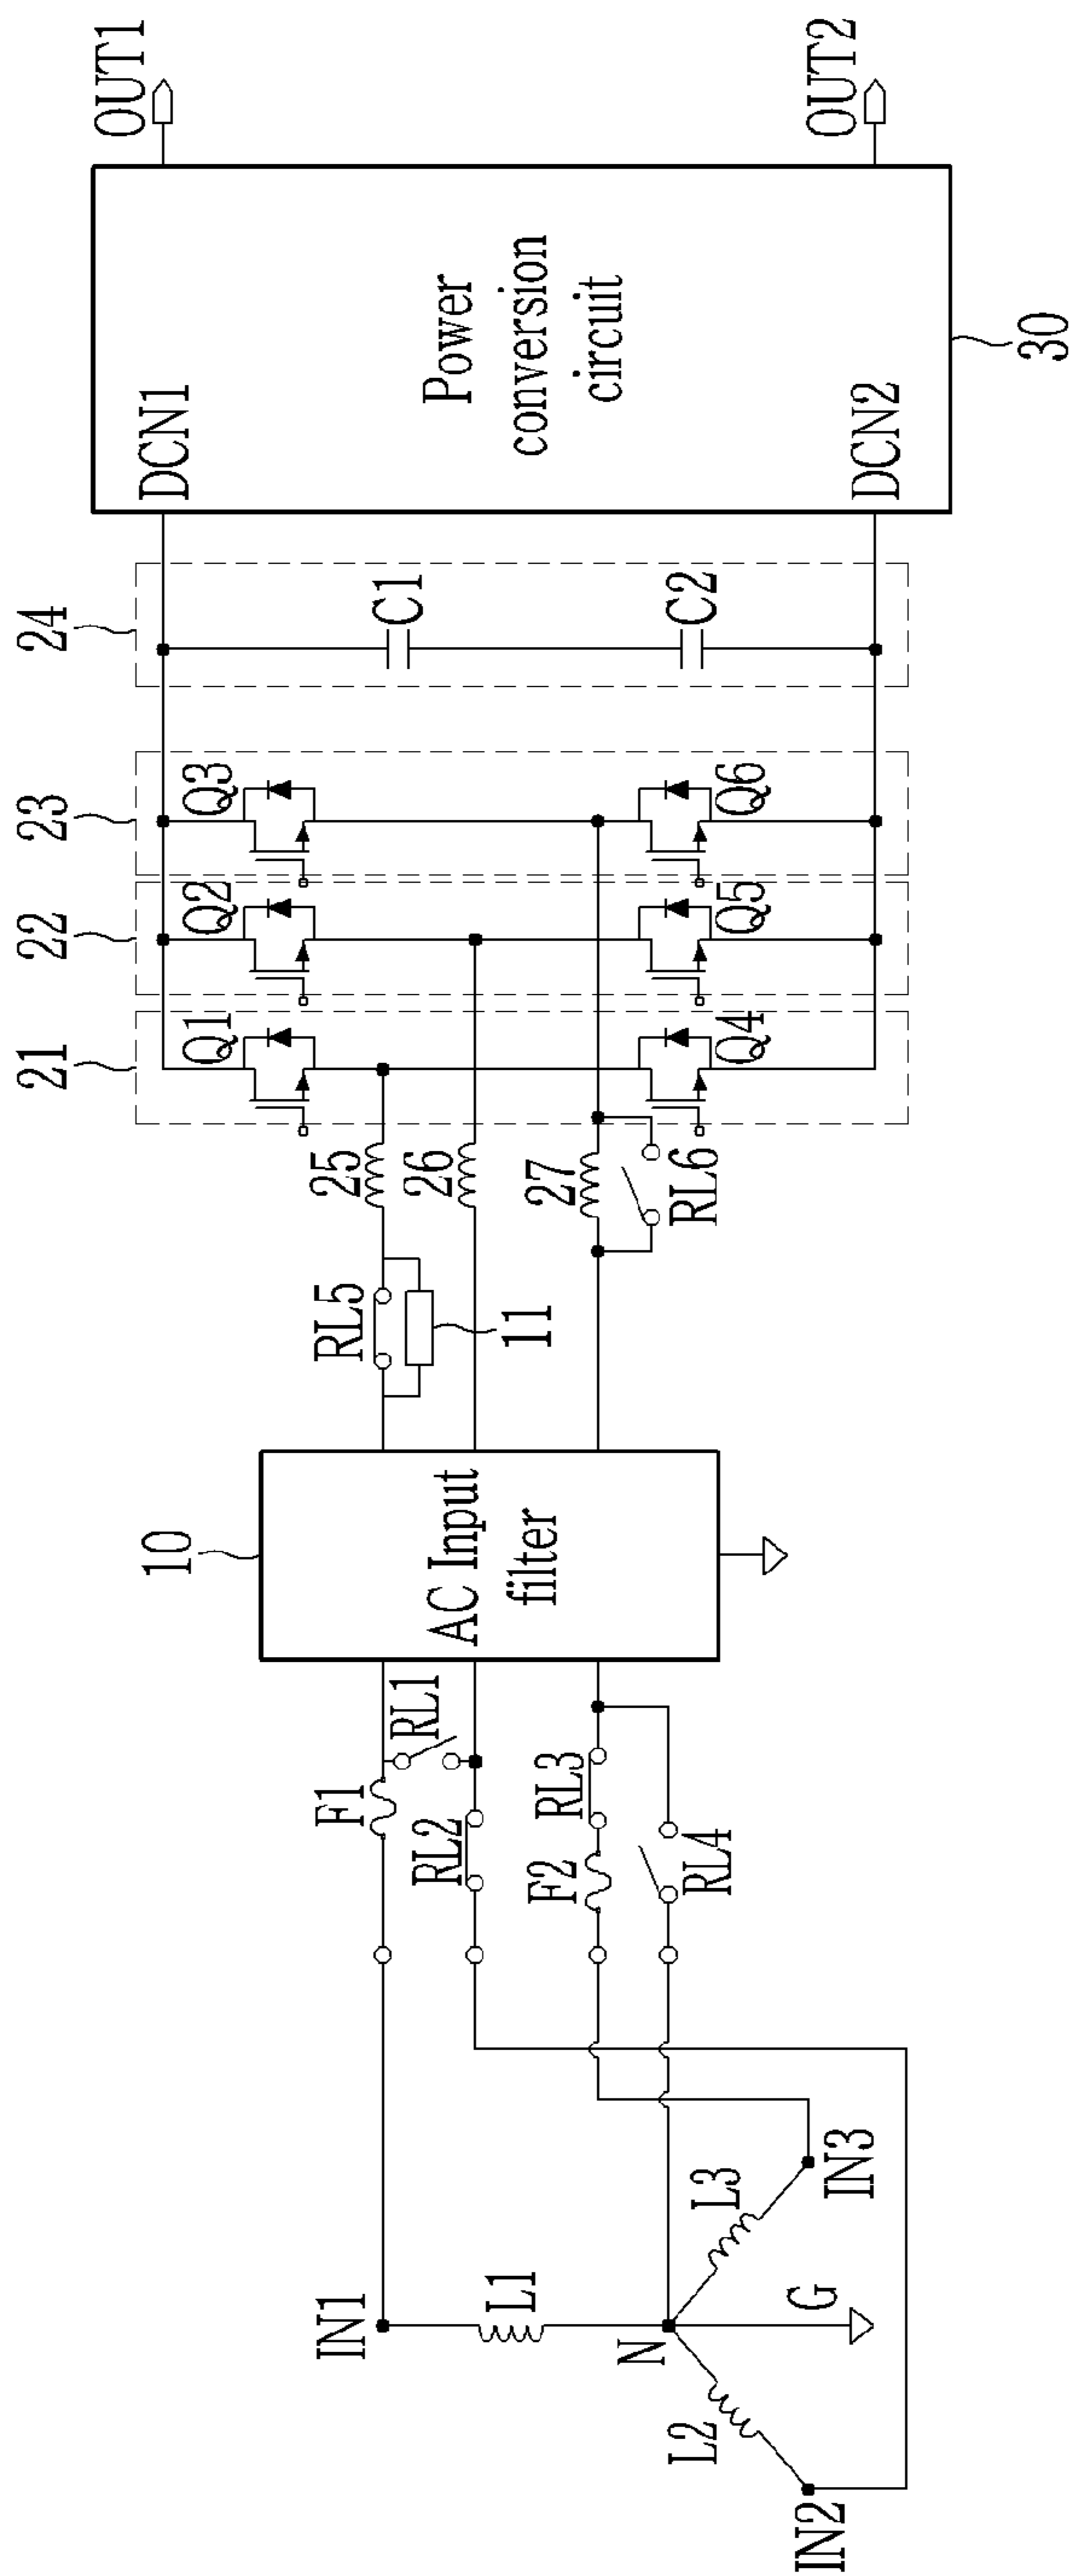 IN1
L1
N
L2
IN2
L3
IN3
G
F1
RL1
RL2
F2
RL3
RL4
10
AC Input
filter
RL5
11
25
26
27
RL6
21
Q1
Q4
22
Q2
Q5
23
Q3
Q6
24
C1
C2
DCN1
DCN2
Power
conversion
circuit
30
OUT1
OUT2